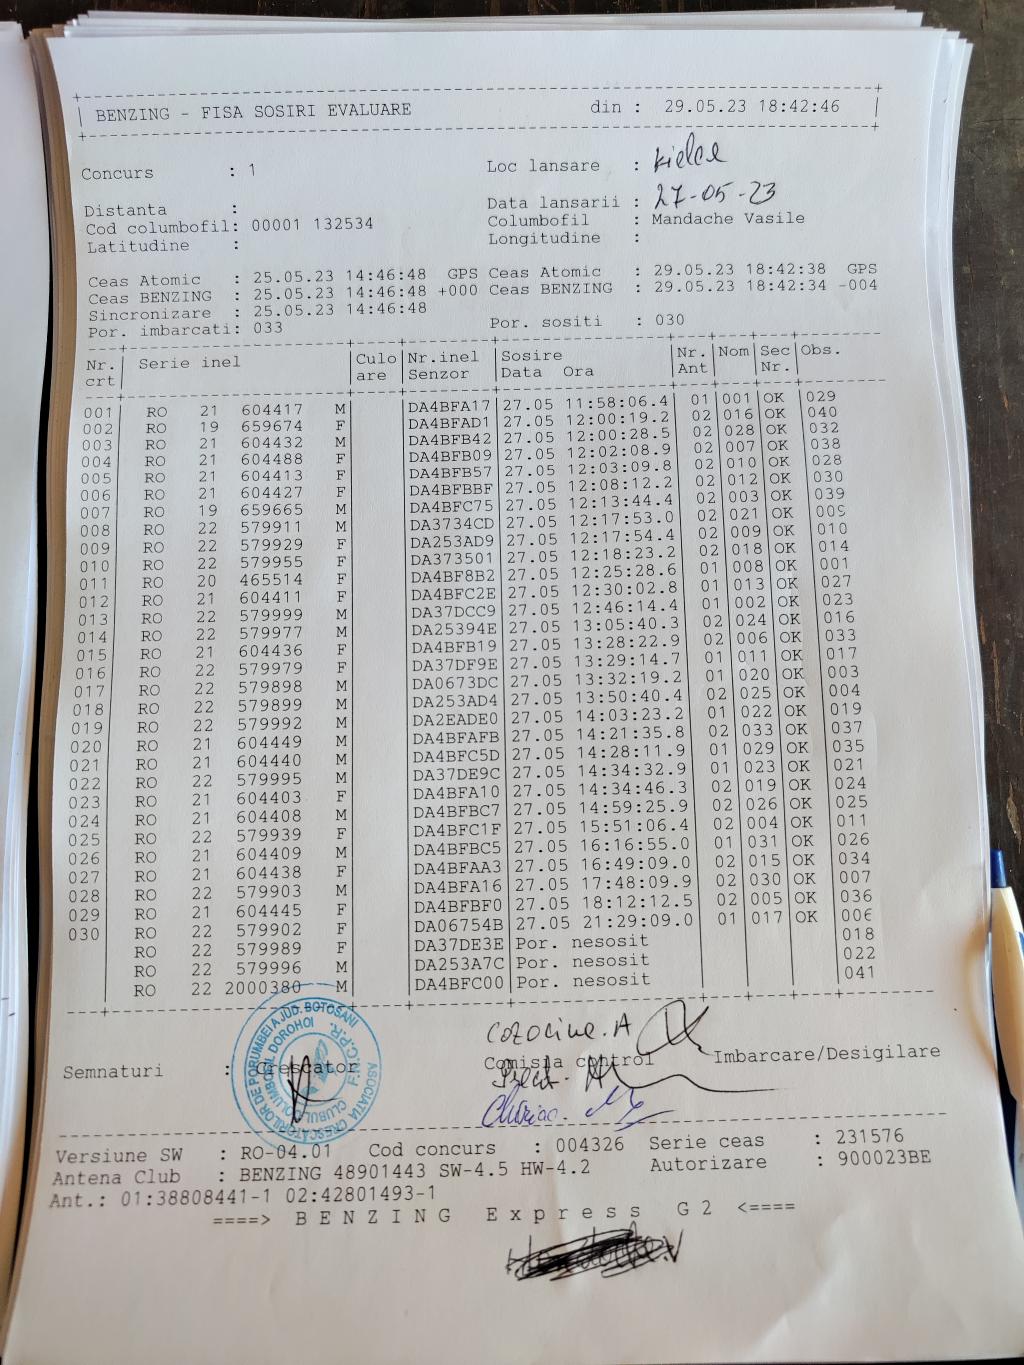 BENZING - FISA SOSIRI EVALUARE din : 29.05.23 18:42:46
Concurs : 1 Loc lansare : kielce
Distanta : Data lansarii : 27-05-23
Cod columbofil: 00001 132534 Columbofil : Mandache Vasile
Latitudine : Longitudine :
Ceas Atomic : 25.05.23 14:46:48 GPS Ceas Atomic : 29.05.23 18:42:38 GPS
Ceas BENZING : 25.05.23 14:46:48 +000 Ceas BENZING : 29.05.23 18:42:34 -004
Sincronizare : 25.05.23 14:46:48
Por. imbarcati: 033 Por. sositi : 030
Nr. Serie inel Culo Nr.inel Sosire Nr. Nom Sec Obs.
crt are Senzor Data Ora Ant Nr.
001 RO 21 604417 M DA4BFA17 27.05 11:58:06.4 01 001 OK 029
002 RO 19 659674 F DA4BFAD1 27.05 12:00:19.2 02 016 OK 040
003 RO 21 604432 M DA4BFB42 27.05 12:00:28.5 02 028 OK 032
004 RO 21 604488 F DA4BFB09 27.05 12:02:08.9 02 007 OK 038
005 RO 21 604413 F DA4BFB57 27.05 12:03:09.8 02 010 OK 028
006 RO 21 604427 F DA4BFBBF 27.05 12:08:12.2 02 012 OK 030
007 RO 19 659665 M DA4BFC75 27.05 12:13:44.4 02 003 OK 039
008 RO 22 579911 M DA3734CD 27.05 12:17:53.0 02 021 OK 009
009 RO 22 579929 F DA253AD9 27.05 12:17:54.4 02 009 OK 010
010 RO 22 579955 F DA373501 27.05 12:18:23.2 02 018 OK 014
011 RO 20 465514 F DA4BF8B2 27.05 12:25:28.6 01 008 OK 001
012 RO 21 604411 F DA4BFC2E 27.05 12:30:02.8 01 013 OK 027
013 RO 22 579999 M DA37DCC9 27.05 12:46:14.4 01 002 OK 023
014 RO 22 579977 M DA25394E 27.05 13:05:40.3 02 024 OK 016
015 RO 21 604436 F DA4BFB19 27.05 13:28:22.9 02 006 OK 033
016 RO 22 579979 F DA37DF9E 27.05 13:29:14.7 01 011 OK 017
017 RO 22 579898 M DA0673DC 27.05 13:32:19.2 01 020 OK 003
018 RO 22 579899 M DA253AD4 27.05 13:50:40.4 02 025 OK 004
019 RO 22 579992 M DA2EADE0 27.05 14:03:23.2 01 022 OK 019
020 RO 21 604449 M DA4BFAFB 27.05 14:21:35.8 02 033 OK 037
021 RO 21 604440 M DA4BFC5D 27.05 14:28:11.9 01 029 OK 035
022 RO 22 579995 M DA37DE9C 27.05 14:34:32.9 01 023 OK 021
023 RO 21 604403 F DA4BFA10 27.05 14:34:46.3 02 019 OK 024
024 RO 21 604408 M DA4BFBC7 27.05 14:59:25.9 02 026 OK 025
025 RO 22 579939 F DA4BFC1F 27.05 15:51:06.4 02 004 OK 011
026 RO 21 604409 M DA4BFBC5 27.05 16:16:55.0 01 031 OK 026
027 RO 21 604438 F DA4BFAA3 27.05 16:49:09.0 02 015 OK 034
028 RO 22 579903 M DA4BFA16 27.05 17:48:09.9 02 030 OK 007
029 RO 21 604445 F DA4BFBF0 27.05 18:12:12.5 02 005 OK 036
030 RO 22 579902 F DA06754B 27.05 21:29:09.0 01 017 OK 006
RO 22 579989 F DA37DE3E Por. nesosit 018
RO 22 579996 M DA253A7C Por. nesosit 022
RO 22 2000380 M DA4BFC00 Por. nesosit 041
Semnaturi : Crescator Comisia control Imbarcare/Desigilare
ASOCIATIA CRESCATORILOR DE PORUMBEI A JUD. BOTOSANI
CLUBUL COLUMBOFIL DOROHOI
F.N.C.P.R.
Versiune SW : RO-04.01 Cod concurs : 004326 Serie ceas : 231576
Antena Club : BENZING 48901443 SW-4.5 HW-4.2 Autorizare : 900023BE
Ant.: 01:38808441-1 02:42801493-1
====> B E N Z I N G E x p r e s s G 2 <====